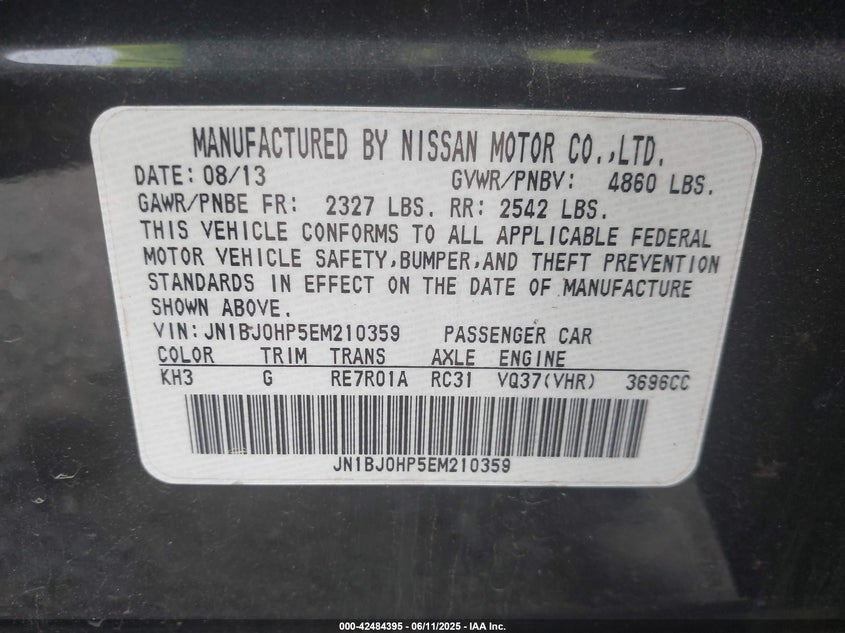 MANUFACTURED BY NISSAN MOTOR CO.,LTD.
DATE: 08/13 GVWR/PNBV: 4860 LBS.
GAWR/PNBE FR: 2327 LBS. RR: 2542 LBS.
THIS VEHICLE CONFORMS TO ALL APPLICABLE FEDERAL
MOTOR VEHICLE SAFETY,BUMPER,AND THEFT PREVENTION
STANDARDS IN EFFECT ON THE DATE OF MANUFACTURE
SHOWN ABOVE.
VIN: JN1BJ0HP5EM210359 PASSENGER CAR
COLOR TRIM TRANS AXLE ENGINE
KH3 G RE7R01A RC31 VQ37(VHR) 3696CC
JN1BJ0HP5EM210359
000-42484395 - 06/11/2025 - IAA Inc.